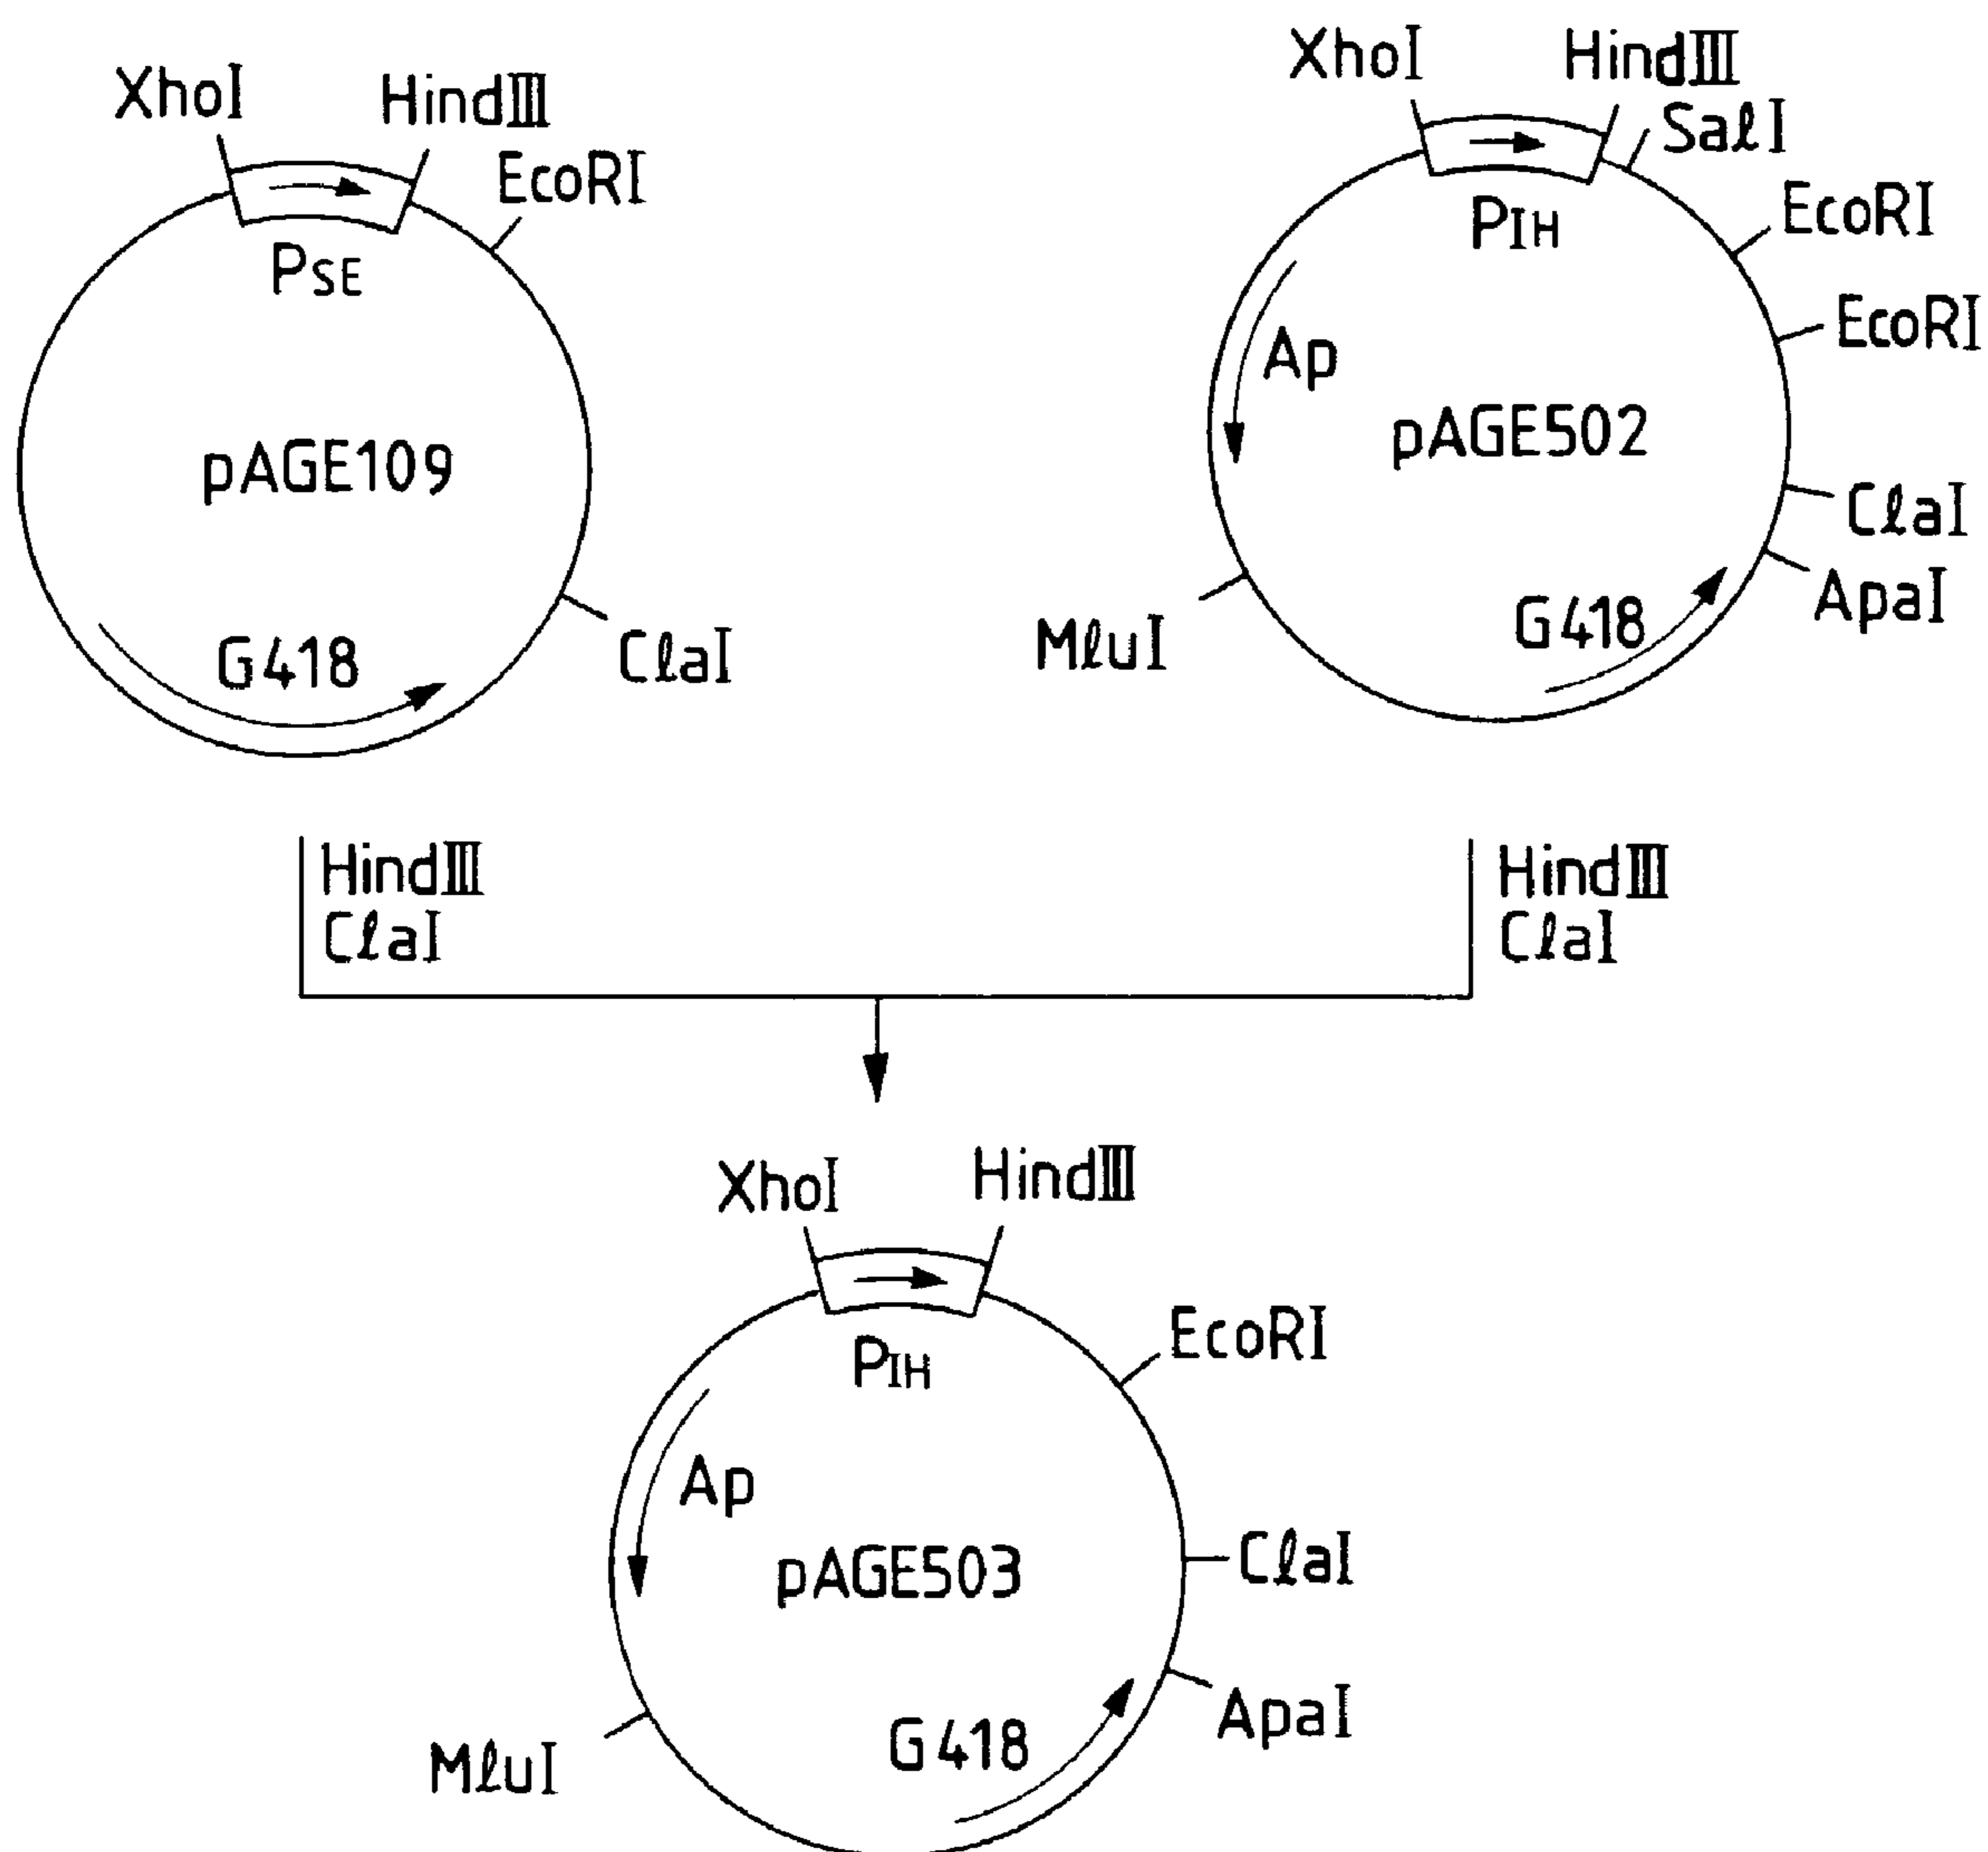 XhoI
HindIII
EcoRI
PSE
pAGE109
G418
ClaI
XhoI
HindIII
SalI
EcoRI
PIH
EcoRI
Ap
pAGE502
ClaI
ApaI
G418
MluI
HindIII
ClaI
HindIII
ClaI
XhoI
HindIII
EcoRI
PIH
Ap
pAGE503
ClaI
ApaI
G418
MluI